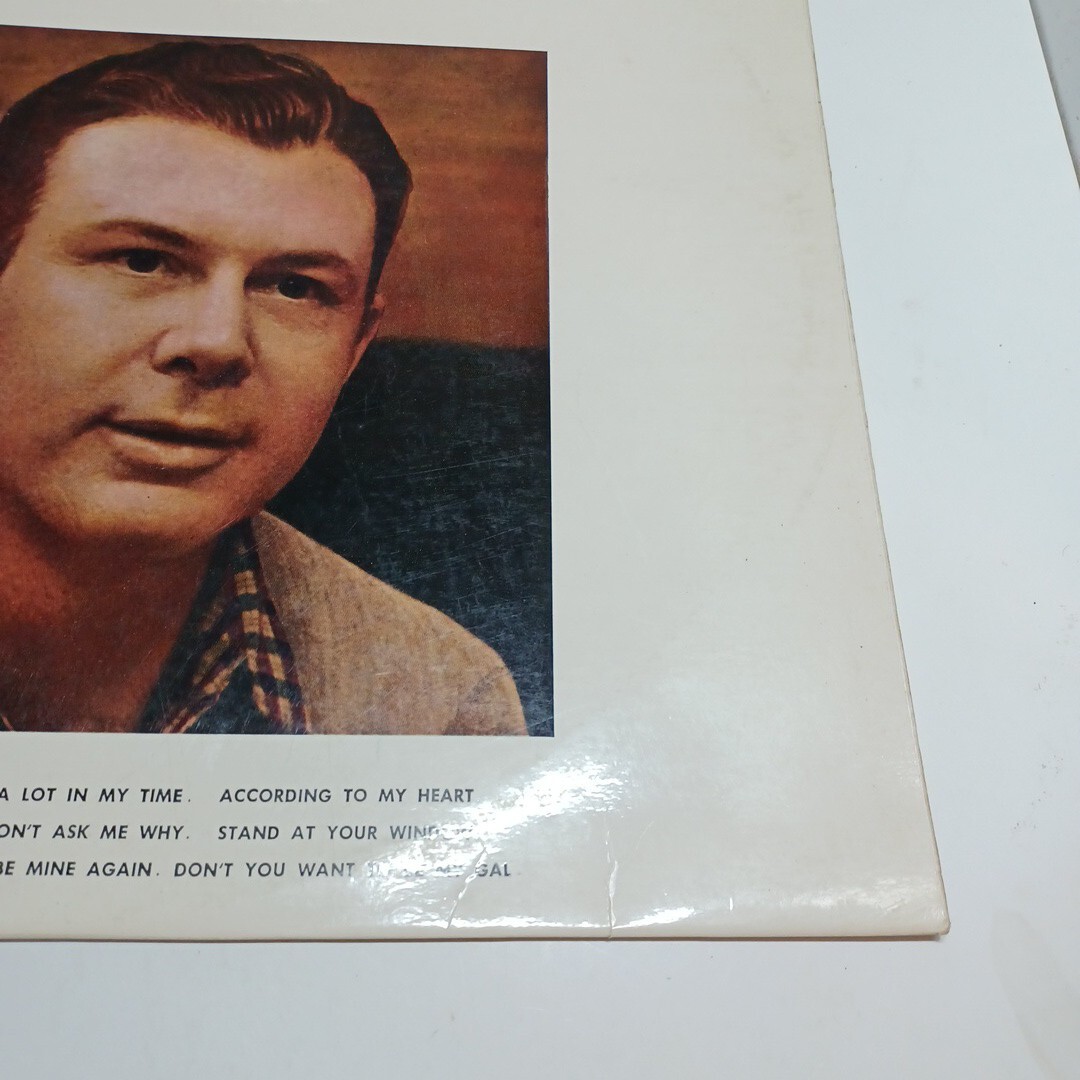 A LOT IN MY TIME. ACCORDING TO MY HEART
ON'T ASK ME WHY. STAND AT YOUR WINDOW
BE MINE AGAIN. DON'T YOU WANT GAL